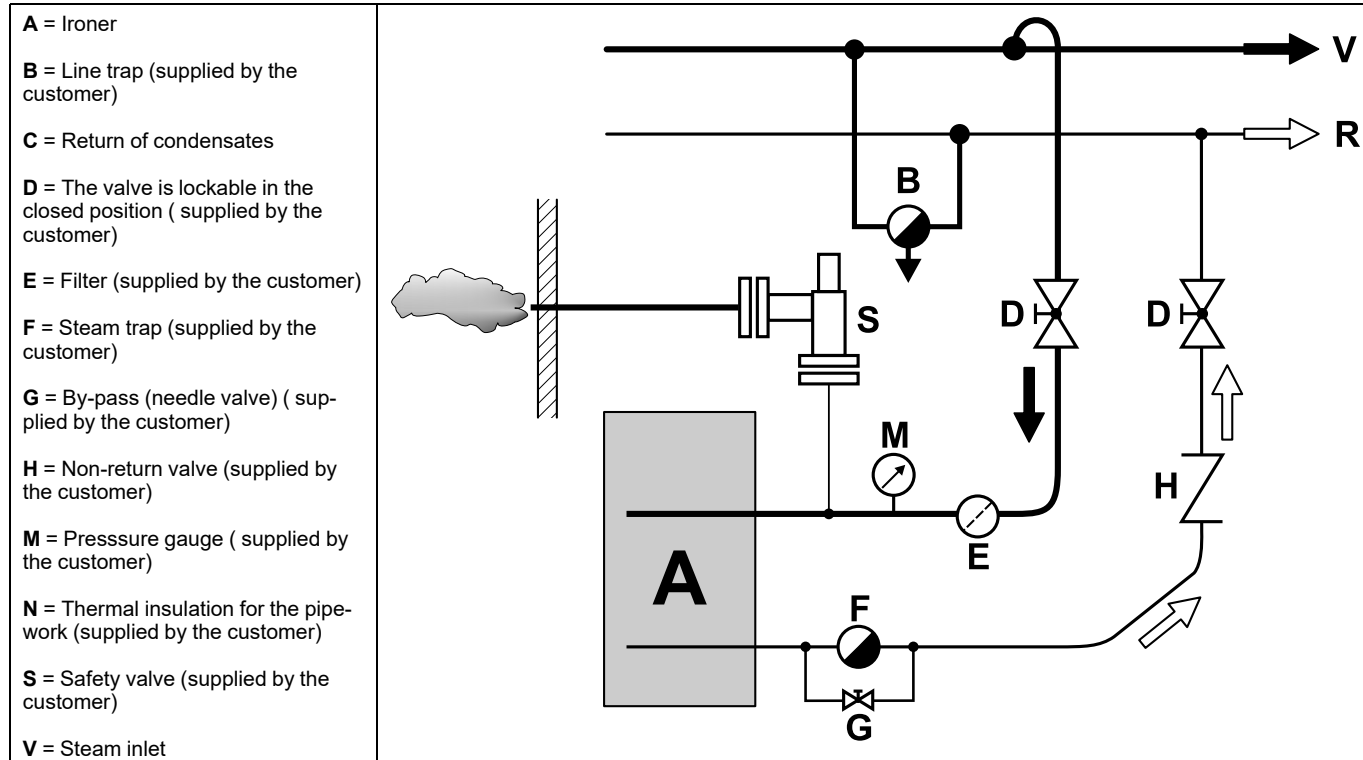 A = Ironer
B = Line trap (supplied by the
customer)
C = Return of condensates
D = The valve is lockable in the
closed position ( supplied by the
customer)
E = Filter (supplied by the customer)
F = Steam trap (supplied by the
customer)
G = By-pass (needle valve) ( sup-
plied by the customer)
H = Non-return valve (supplied by
the customer)
M = Presssure gauge ( supplied by
the customer)
N = Thermal insulation for the pipe-
work (supplied by the customer)
S = Safety valve (supplied by the
customer)
V = Steam inlet
V
R
B
S
D
D
M
H
E
A
F
G